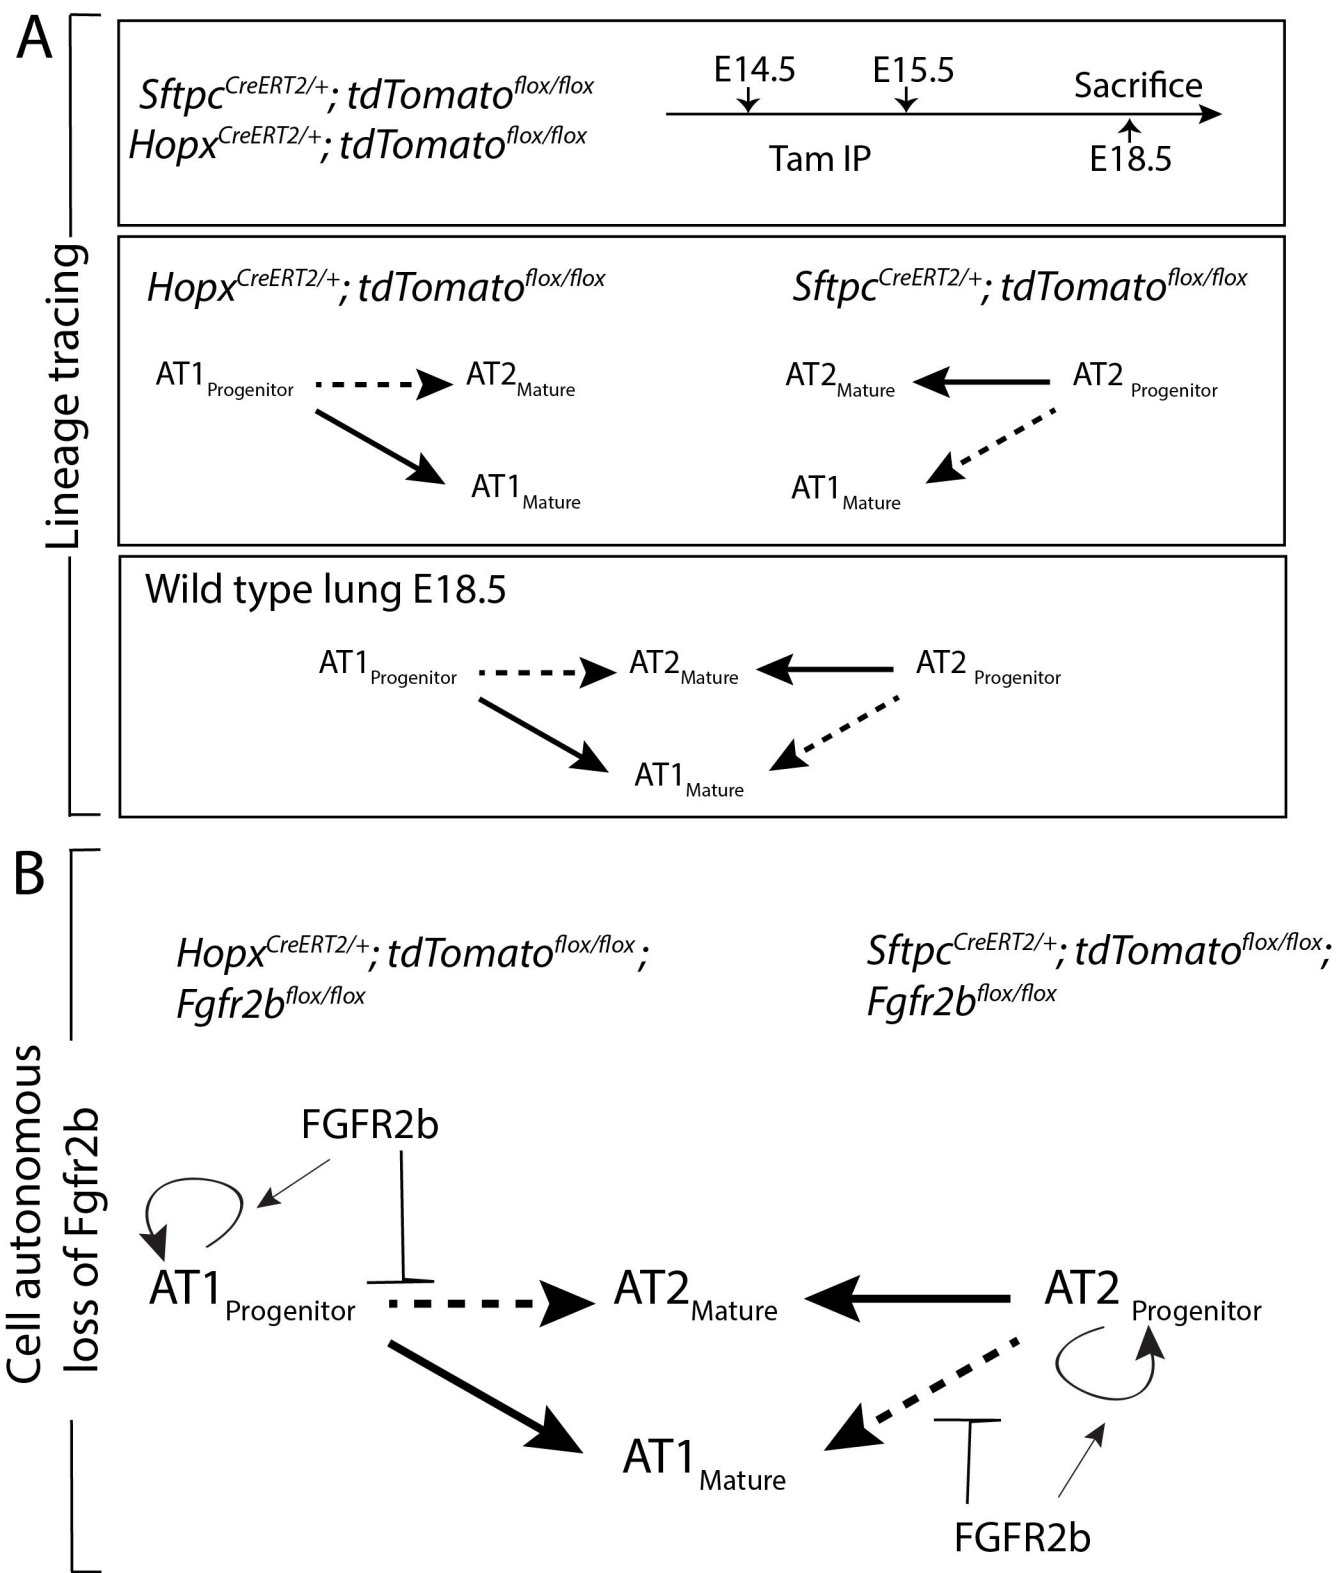 A
Lineage tracing
Sftpc^CreERT2/+; tdTomato^flox/flox
Hopx^CreERT2/+; tdTomato^flox/flox
E14.5 E15.5 Sacrifice
Tam IP E18.5
Hopx^CreERT2/+; tdTomato^flox/flox Sftpc^CreERT2/+; tdTomato^flox/flox
AT1 Progenitor AT2 Mature AT2 Mature AT2 Progenitor
AT1 Mature AT1 Mature
Wild type lung E18.5
AT1 Progenitor AT2 Mature AT2 Progenitor
AT1 Mature
B
Cell autonomous
loss of Fgfr2b
Hopx^CreERT2/+; tdTomato^flox/flox;
Fgfr2b^flox/flox
Sftpc^CreERT2/+; tdTomato^flox/flox;
Fgfr2b^flox/flox
FGFR2b
AT1 Progenitor AT2 Mature AT2 Progenitor
AT1 Mature
FGFR2b